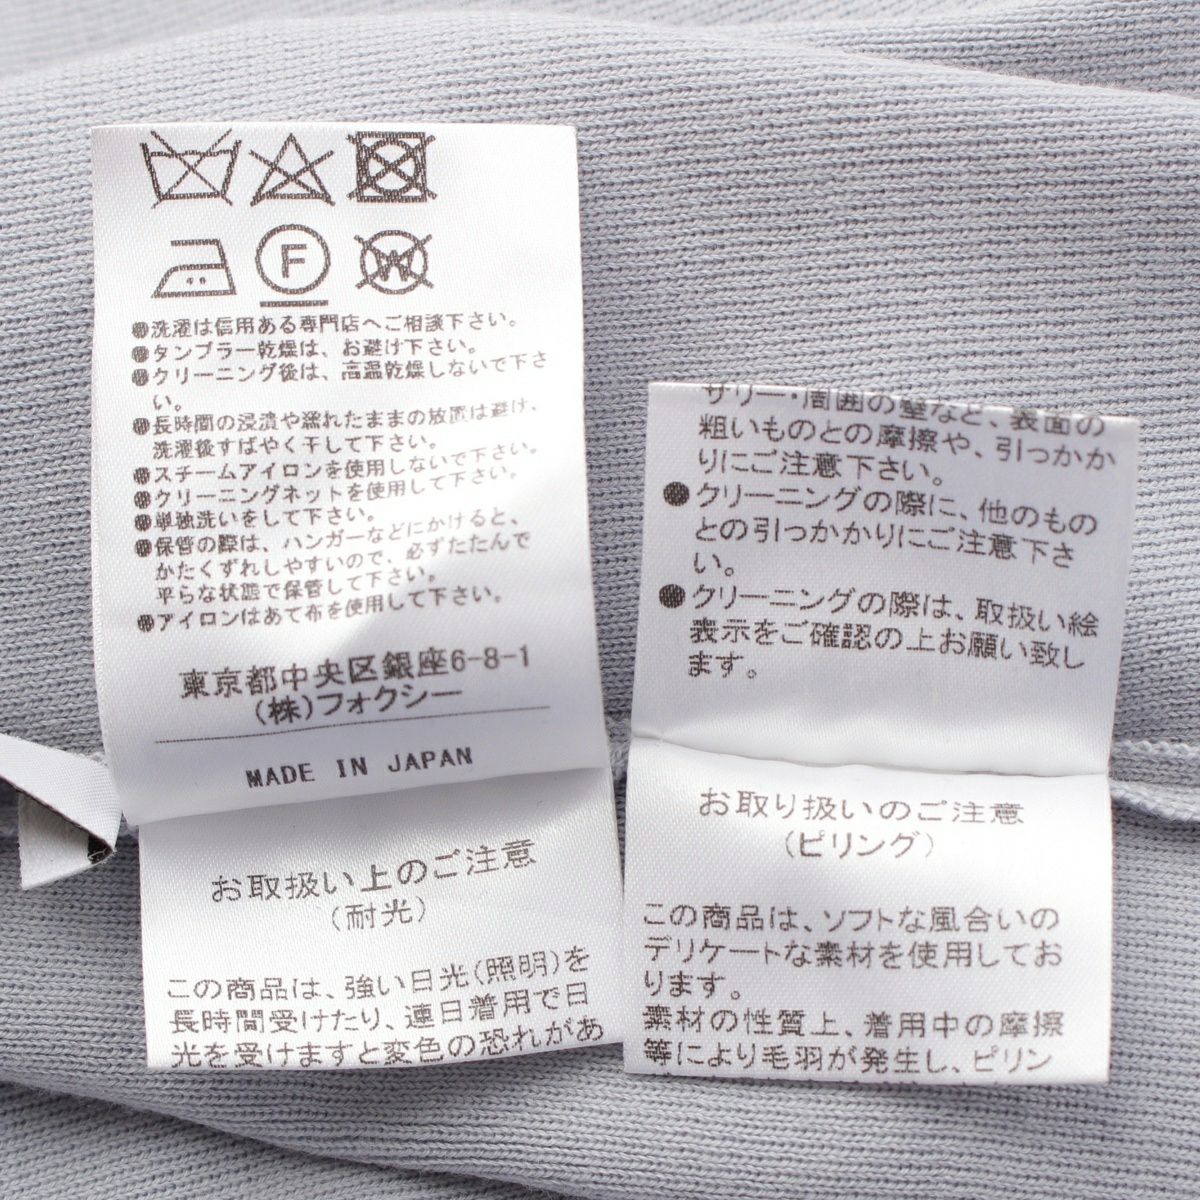 F
W
●洗濯は信用ある専門店へご相談下さい。
●タンブラー乾燥は、お避け下さい。
●クリーニング後は、高温乾燥しないで下さ
い。
●長時間の浸漬や濡れたままの放置は避け、
洗濯後すばやく干して下さい。
●スチームアイロンを使用しないで下さい。
●クリーニングネットを使用して下さい。
●単独洗いをして下さい。
●保管の際は、ハンガーなどにかけると、
かたくずれしやすいので、必ずたたんで
平らな状態で保管して下さい。
●アイロンはあて布を使用して下さい。
東京都中央区銀座6-8-1
(株)フォクシー
MADE IN JAPAN
お取扱い上のご注意
(耐光)
この商品は、強い日光(照明)を
長時間受けたり、連日着用で日
光を受けますと変色の恐れがあ
サリー・周囲の壁など、表面の
粗いものとの摩擦や、引っかか
りにご注意下さい。
●クリーニングの際に、他のもの
との引っかかりにご注意下さ
い。
●クリーニングの際は、取扱い絵
表示をご確認の上お願い致し
ます。
お取り扱いのご注意
(ピリング)
この商品は、ソフトな風合いの
デリケートな素材を使用してお
ります。
素材の性質上、着用中の摩擦
等により毛羽が発生し、ピリン